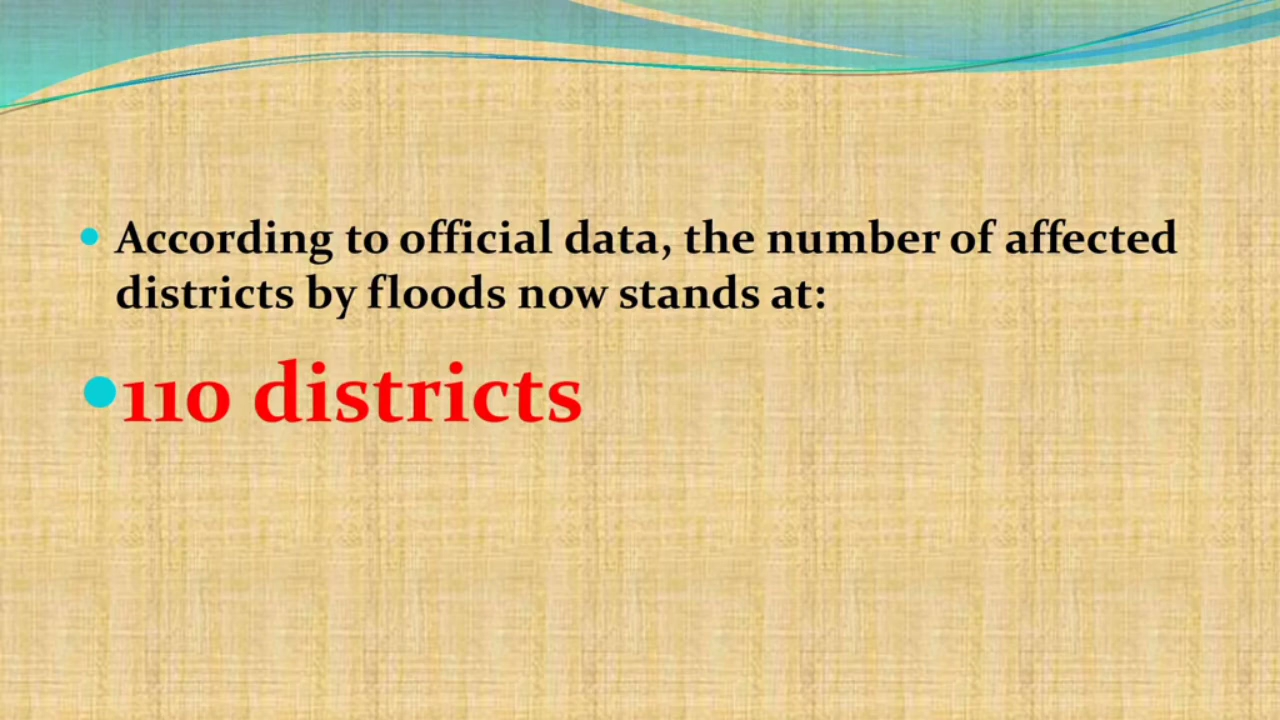 According to official data, the number of affected
districts by floods now stands at:
110 districts